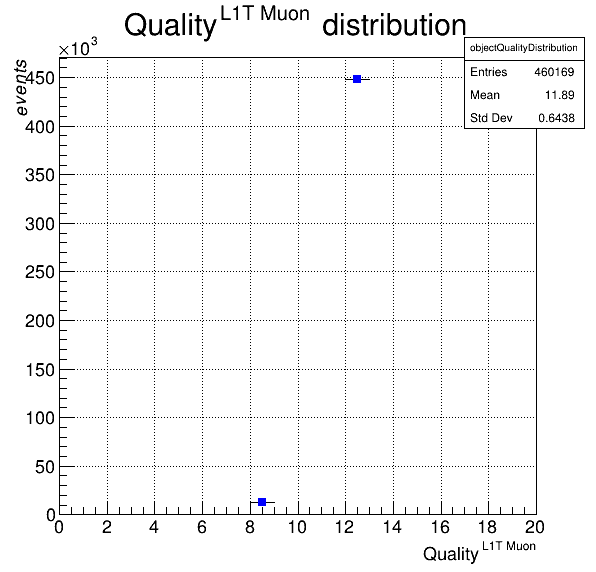 Quality L1T Muon distribution
×10³
objectQualityDistribution
Entries 460169
Mean 11.89
Std Dev 0.6438
events
450
400
350
300
250
200
150
100
50
0
0 2 4 6 8 10 12 14 16 18 20
Quality L1T Muon